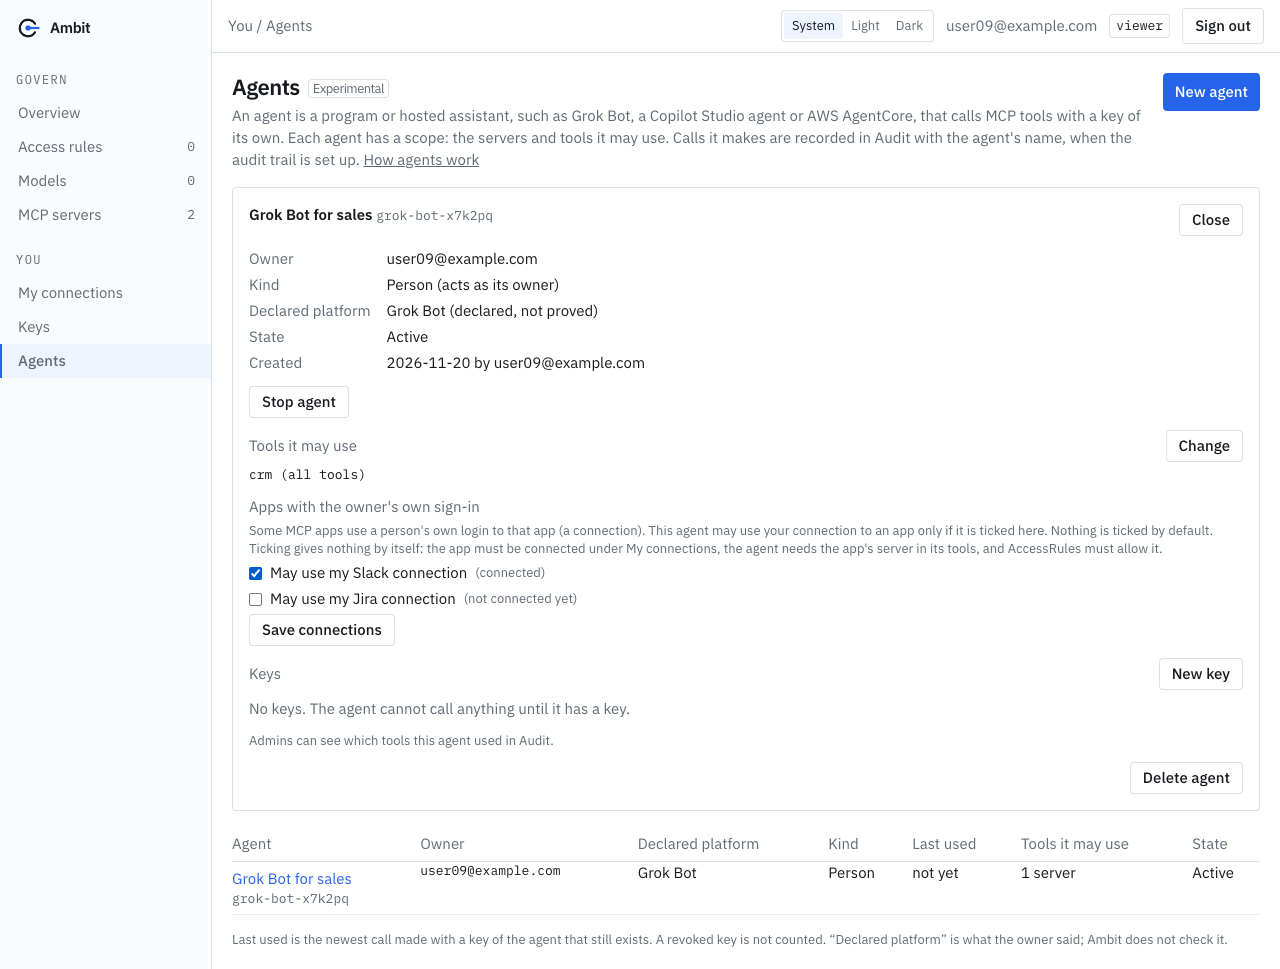 Ambit
You / Agents
System Light Dark
user09@example.com
viewer
Sign out
GOVERN
Overview
Access rules 0
Models 0
MCP servers 2
YOU
My connections
Keys
Agents
Agents Experimental
New agent
An agent is a program or hosted assistant, such as Grok Bot, a Copilot Studio agent or AWS AgentCore, that calls MCP tools with a key of
its own. Each agent has a scope: the servers and tools it may use. Calls it makes are recorded in Audit with the agent's name, when the
audit trail is set up. How agents work
Grok Bot for sales grok-bot-x7k2pq
Close
Owner user09@example.com
Kind Person (acts as its owner)
Declared platform Grok Bot (declared, not proved)
State Active
Created 2026-11-20 by user09@example.com
Stop agent
Tools it may use
Change
crm (all tools)
Apps with the owner's own sign-in
Some MCP apps use a person's own login to that app (a connection). This agent may use your connection to an app only if it is ticked here. Nothing is ticked by default.
Ticking gives nothing by itself: the app must be connected under My connections, the agent needs the app's server in its tools, and AccessRules must allow it.
May use my Slack connection (connected)
May use my Jira connection (not connected yet)
Save connections
Keys
New key
No keys. The agent cannot call anything until it has a key.
Admins can see which tools this agent used in Audit.
Delete agent
Agent Owner Declared platform Kind Last used Tools it may use State
Grok Bot for sales user09@example.com Grok Bot Person not yet 1 server Active
grok-bot-x7k2pq
Last used is the newest call made with a key of the agent that still exists. A revoked key is not counted. “Declared platform” is what the owner said; Ambit does not check it.